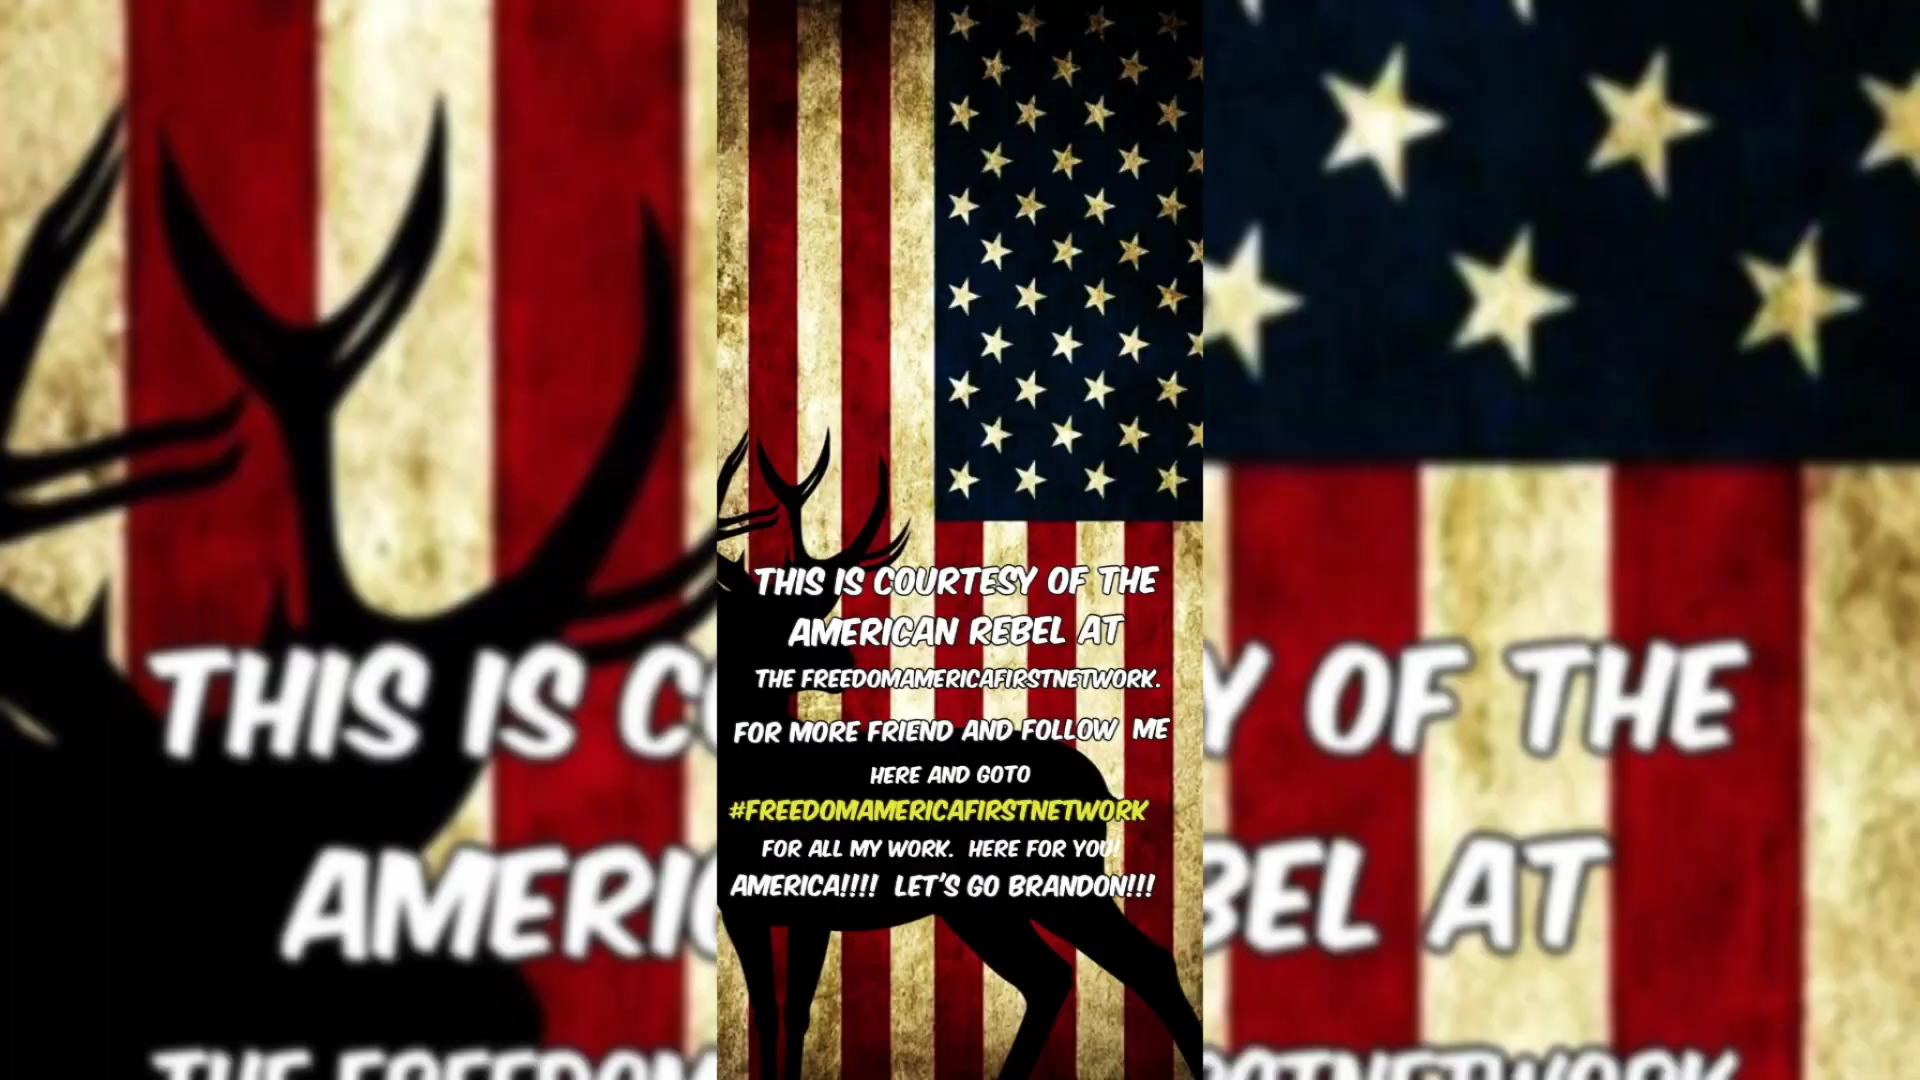 THIS IS COURTESY OF THE
AMERICAN REBEL AT
THE FREEDOMAMERICAFIRSTNETWORK.
FOR MORE FRIEND AND FOLLOW ME
HERE AND GOTO
#FREEDOMAMERICAFIRSTNETWORK
FOR ALL MY WORK. HERE FOR YOU!
AMERICA!!!! LET'S GO BRANDON!!!